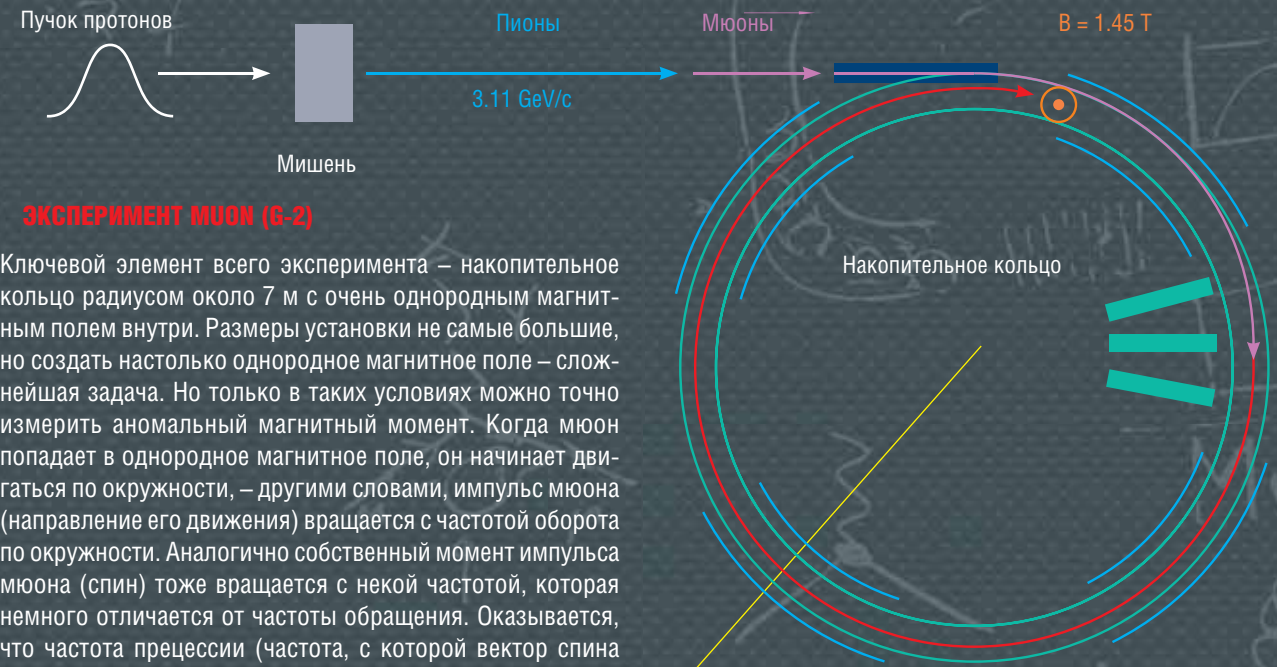 Пучок протонов
Пионы
Мюоны
B = 1.45 T
3.11 GeV/c
Мишень
ЭКСПЕРИМЕНТ MUON (G-2)
Ключевой элемент всего эксперимента – накопительное
кольцо радиусом около 7 м с очень однородным магнит-
ным полем внутри. Размеры установки не самые большие,
но создать настолько однородное магнитное поле – слож-
нейшая задача. Но только в таких условиях можно точно
измерить аномальный магнитный момент. Когда мюон
попадает в однородное магнитное поле, он начинает дви-
гаться по окружности, – другими словами, импульс мюона
(направление его движения) вращается с частотой оборота
по окружности. Аналогично собственный момент импульса
мюона (спин) тоже вращается с некой частотой, которая
немного отличается от частоты обращения. Оказывается,
что частота прецессии (частота, с которой вектор спина
Накопительное кольцо